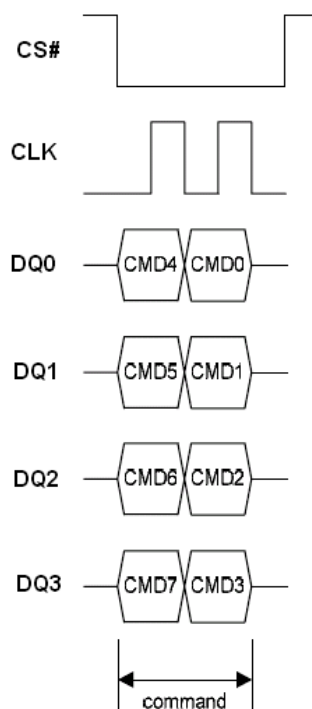 CS#
CLK
DQ0 CMD4 CMD0
DQ1 CMD5 CMD1
DQ2 CMD6 CMD2
DQ3 CMD7 CMD3
command